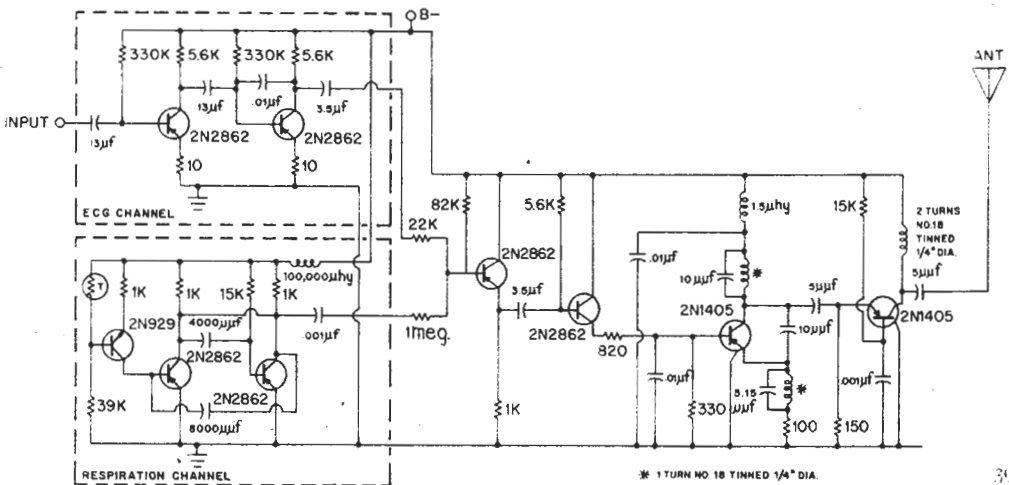 B-
330K
5.6K
330K
5.6K
13µf
.01µf
3.5µf
INPUT
13µf
2N2862
2N2862
10
10
ECG CHANNEL
ANT
82K
5.6K
1.5µhy
15K
2 TURNS
NO.18
TINNED
1/4" DIA.
22K
2N2862
.01µf
10µµf
*
5µµf
5µµf
100,000µhy
T
1K
1K
15K
1K
2N929
4000µµf
.001µf
1meg.
3.5µf
2N2862
2N1405
2N1405
10µµf
2N2862
2N2862
820
.01µf
*
.001µf
39K
8000µµf
1K
330
µµf
100
150
RESPIRATION CHANNEL
* 1 TURN NO 18 TINNED 1/4" DIA.